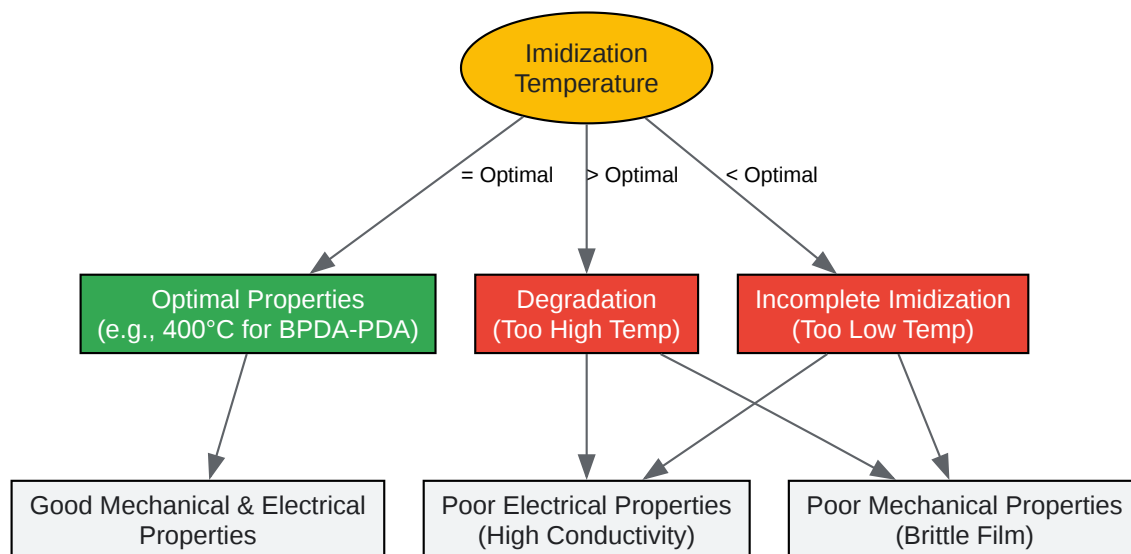 Imidization
Temperature
= Optimal
> Optimal
< Optimal
Optimal Properties
(e.g., 400°C for BPDA-PDA)
Degradation
(Too High Temp)
Incomplete Imidization
(Too Low Temp)
Good Mechanical & Electrical
Properties
Poor Electrical Properties
(High Conductivity)
Poor Mechanical Properties
(Brittle Film)